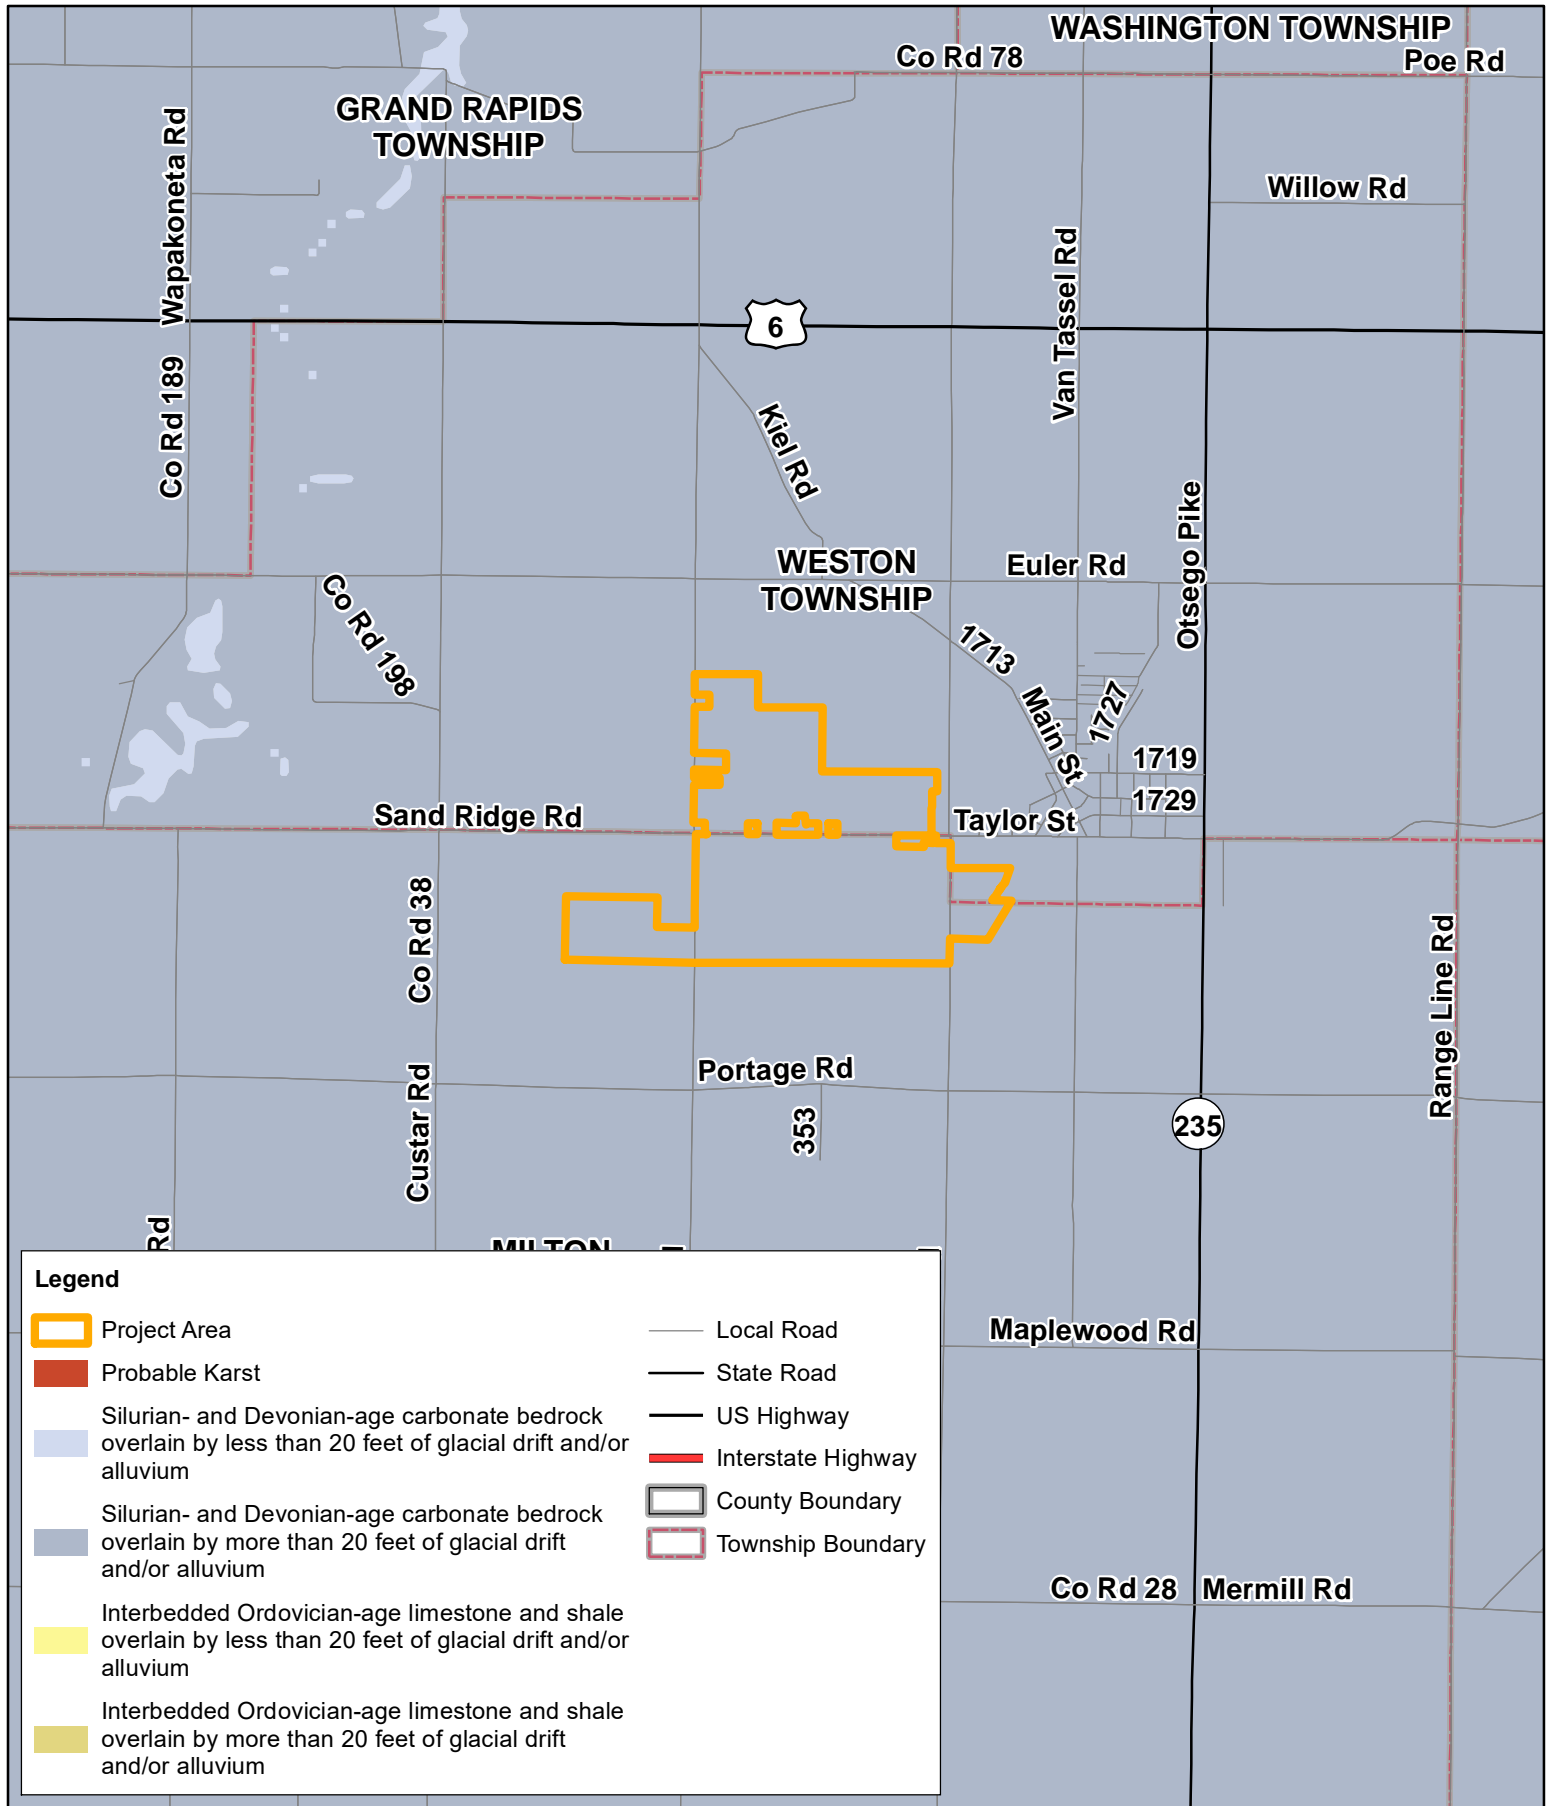 WASHINGTON TOWNSHIP
Co Rd 78
Poe Rd
GRAND RAPIDS
TOWNSHIP
Wapakoneta Rd
Willow Rd
Van Tassel Rd
6
Co Rd 189
Kiel Rd
Otsego Pike
WESTON
TOWNSHIP
Euler Rd
Co Rd 198
1713
Main St
1727
1719
1729
Sand Ridge Rd
Taylor St
Co Rd 38
Range Line Rd
Portage Rd
Custar Rd
353
235
Rd
MILTON
Maplewood Rd
Co Rd 28
Mermill Rd
Legend
Project Area
Probable Karst
Silurian- and Devonian-age carbonate bedrock
overlain by less than 20 feet of glacial drift and/or
alluvium
Silurian- and Devonian-age carbonate bedrock
overlain by more than 20 feet of glacial drift
and/or alluvium
Interbedded Ordovician-age limestone and shale
overlain by less than 20 feet of glacial drift and/or
alluvium
Interbedded Ordovician-age limestone and shale
overlain by more than 20 feet of glacial drift
and/or alluvium
Local Road
State Road
US Highway
Interstate Highway
County Boundary
Township Boundary